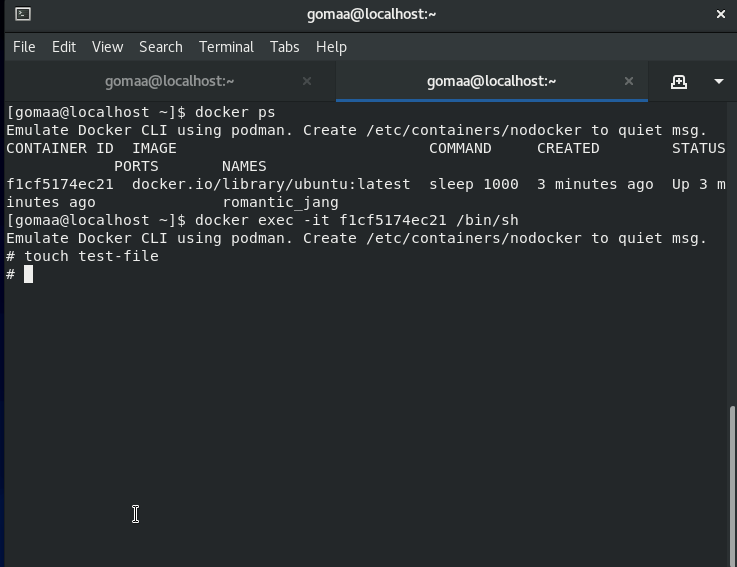 gomaa@localhost:~
File Edit View Search Terminal Tabs Help
gomaa@localhost:~ gomaa@localhost:~
[gomaa@localhost ~]$ docker ps
Emulate Docker CLI using podman. Create /etc/containers/nodocker to quiet msg.
CONTAINER ID  IMAGE                            COMMAND     CREATED        STATUS
            PORTS       NAMES
f1cf5174ec21  docker.io/library/ubuntu:latest  sleep 1000  3 minutes ago  Up 3 m
inutes ago              romantic_jang
[gomaa@localhost ~]$ docker exec -it f1cf5174ec21 /bin/sh
Emulate Docker CLI using podman. Create /etc/containers/nodocker to quiet msg.
# touch test-file
#